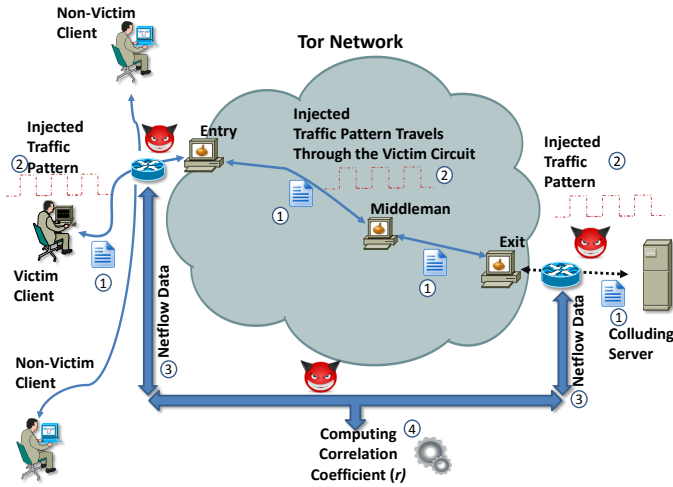 Non-Victim
Client
Tor Network
Injected
Traffic
Pattern
2
Entry
Injected
Traffic Pattern Travels
Through the Victim Circuit
2
Injected
Traffic
Pattern
2
1
Middleman
Exit
1
Victim
Client
1
1
Colluding
Server
Netflow Data
3
Netflow Data
3
Non-Victim
Client
Computing
Correlation
Coefficient (r)
4